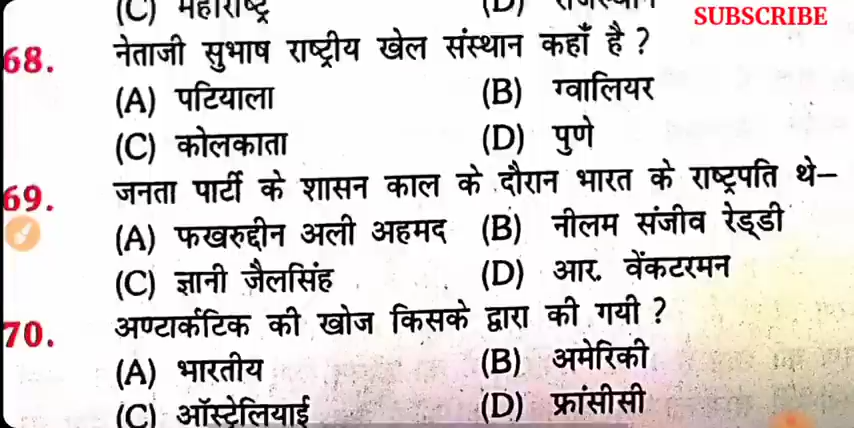 (C) महाराष्ट्र (D) राजस्थान
SUBSCRIBE
68. नेताजी सुभाष राष्ट्रीय खेल संस्थान कहाँ है ?
(A) पटियाला (B) ग्वालियर
(C) कोलकाता (D) पुणे
69. जनता पार्टी के शासन काल के दौरान भारत के राष्ट्रपति थे–
(A) फखरुद्दीन अली अहमद (B) नीलम संजीव रेड्डी
(C) ज्ञानी जैलसिंह (D) आर. वेंकटरमन
70. अण्टार्कटिक की खोज किसके द्वारा की गयी ?
(A) भारतीय (B) अमेरिकी
(C) ऑस्ट्रेलियाई (D) फ्रांसीसी